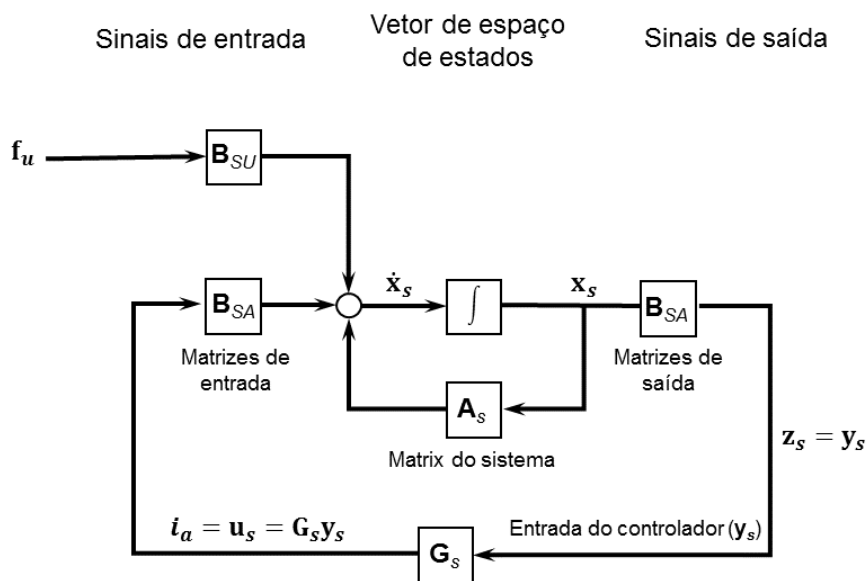 Sinais de entrada
Vetor de espaço
de estados
Sinais de saída
f_u
B_SU
B_SA
Matrizes de
entrada
ẋ_s
∫
x_s
B_SA
Matrizes de
saída
A_s
Matrix do sistema
z_s = y_s
i_a = u_s = G_s y_s
G_s
Entrada do controlador (y_s)